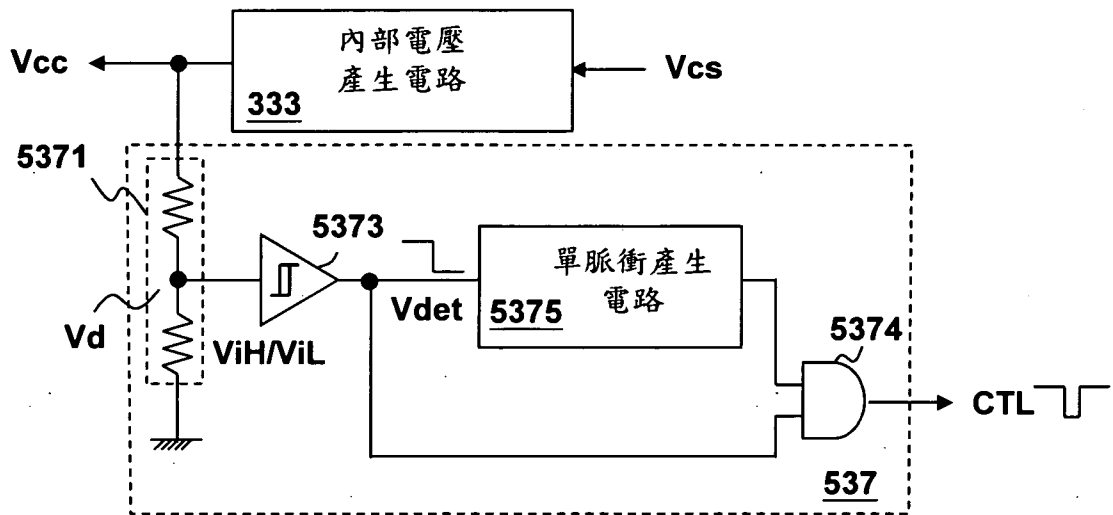 內部電壓
產生電路
333
Vcc
Vcs
5371
5373
單脈衝產生
電路
5375
Vdet
Vd
ViH/ViL
5374
CTL
537